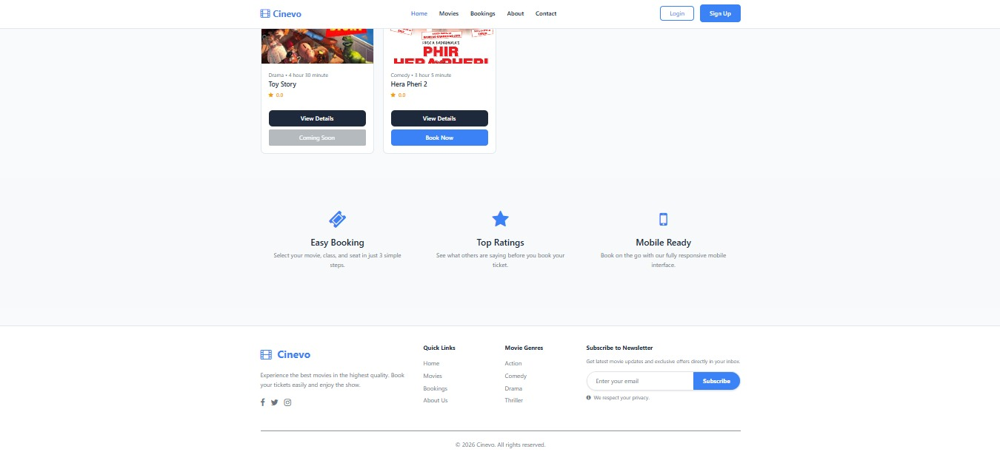 Cinevo
Home Movies Bookings About Contact
Login Sign Up
FIROZ A. NADIADWALA'S
PHIR
HERA PHERI
Drama • 4 hour 30 minute
Toy Story
0.0
View Details
Coming Soon
Comedy • 3 hour 5 minute
Hera Pheri 2
0.0
View Details
Book Now
Easy Booking
Select your movie, class, and seat in just 3 simple
steps.
Top Ratings
See what others are saying before you book your
ticket.
Mobile Ready
Book on the go with our fully responsive mobile
interface.
Cinevo
Experience the best movies in the highest quality. Book
your tickets easily and enjoy the show.
Quick Links
Home
Movies
Bookings
About Us
Movie Genres
Action
Comedy
Drama
Thriller
Subscribe to Newsletter
Get latest movie updates and exclusive offers directly in your inbox.
Enter your email Subscribe
We respect your privacy.
© 2026 Cinevo. All rights reserved.